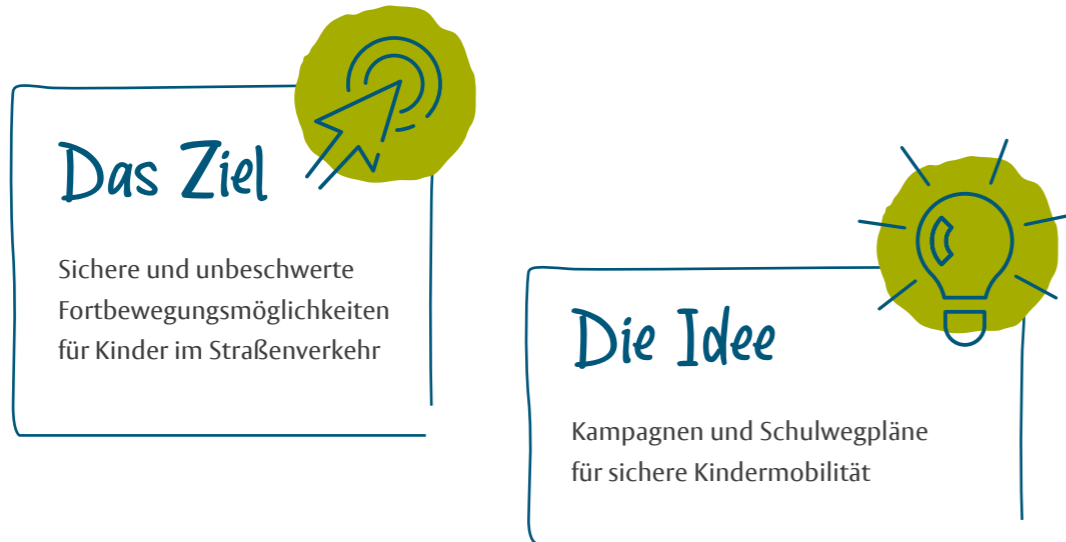 Das Ziel
Sichere und unbeschwerte
Fortbewegungsmöglichkeiten
für Kinder im Straßenverkehr
Die Idee
Kampagnen und Schulwegpläne
für sichere Kindermobilität